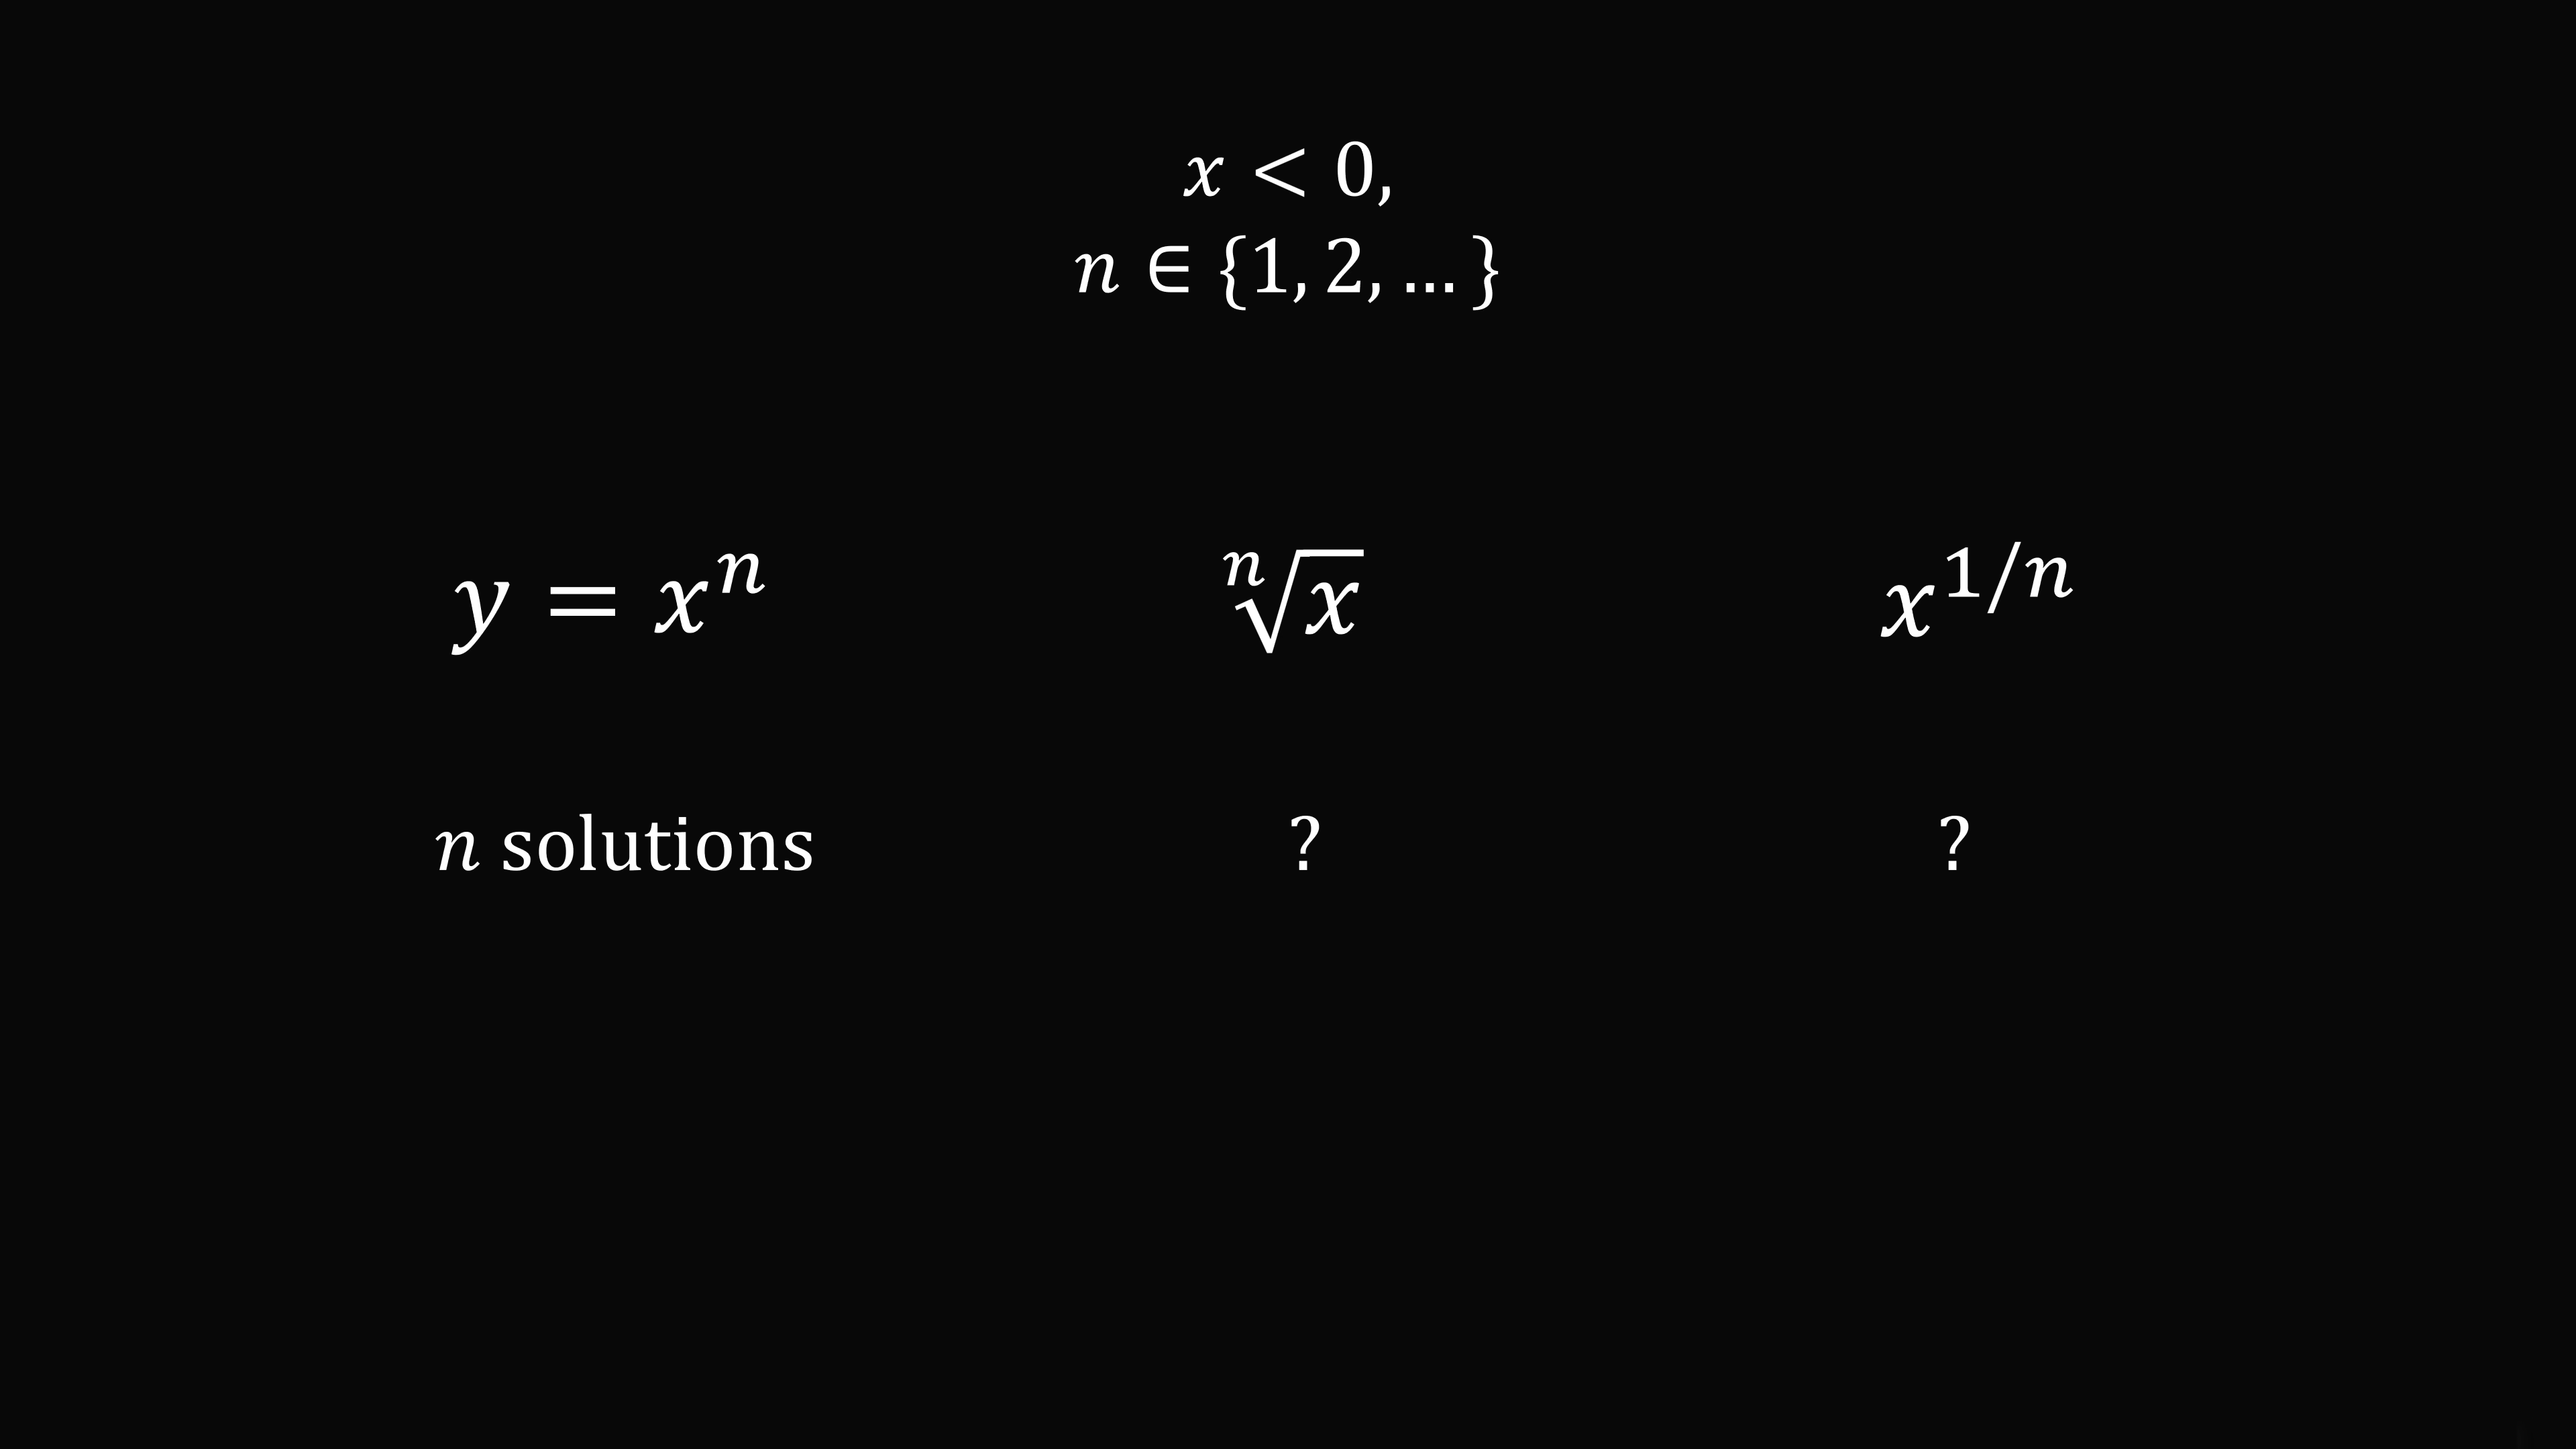 x < 0,
n ∈ {1, 2, … }
y = xⁿ
ⁿ√x
x^{1/n}
n solutions
?
?